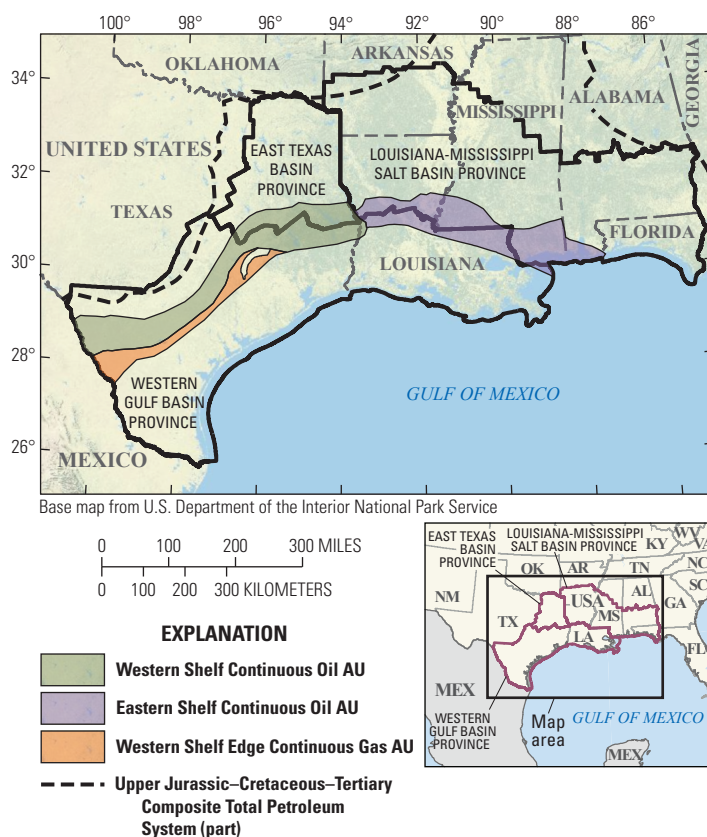 100° 98° 96° 94° 92° 90° 88° 86°
34°
32°
30°
28°
26°
OKLAHOMA
ARKANSAS
GEORGIA
MISSISSIPPI
ALABAMA
UNITED STATES
EAST TEXAS
BASIN
PROVINCE
LOUISIANA-MISSISSIPPI
SALT BASIN PROVINCE
TEXAS
FLORIDA
LOUISIANA
WESTERN
GULF BASIN
PROVINCE
GULF OF MEXICO
MEXICO
Base map from U.S. Department of the Interior National Park Service
0 100 200 300 MILES
0 100 200 300 KILOMETERS
EXPLANATION
Western Shelf Continuous Oil AU
Eastern Shelf Continuous Oil AU
Western Shelf Edge Continuous Gas AU
Upper Jurassic–Cretaceous–Tertiary
Composite Total Petroleum
System (part)
EAST TEXAS
BASIN
PROVINCE
LOUISIANA-MISSISSIPPI
SALT BASIN PROVINCE
KY
WV
VA
OK
AR
TN
NC
NM
USA
AL
SC
TX
MS
GA
LA
FL
MEX
WESTERN
GULF BASIN
PROVINCE
Map
area
GULF OF MEXICO
MEX